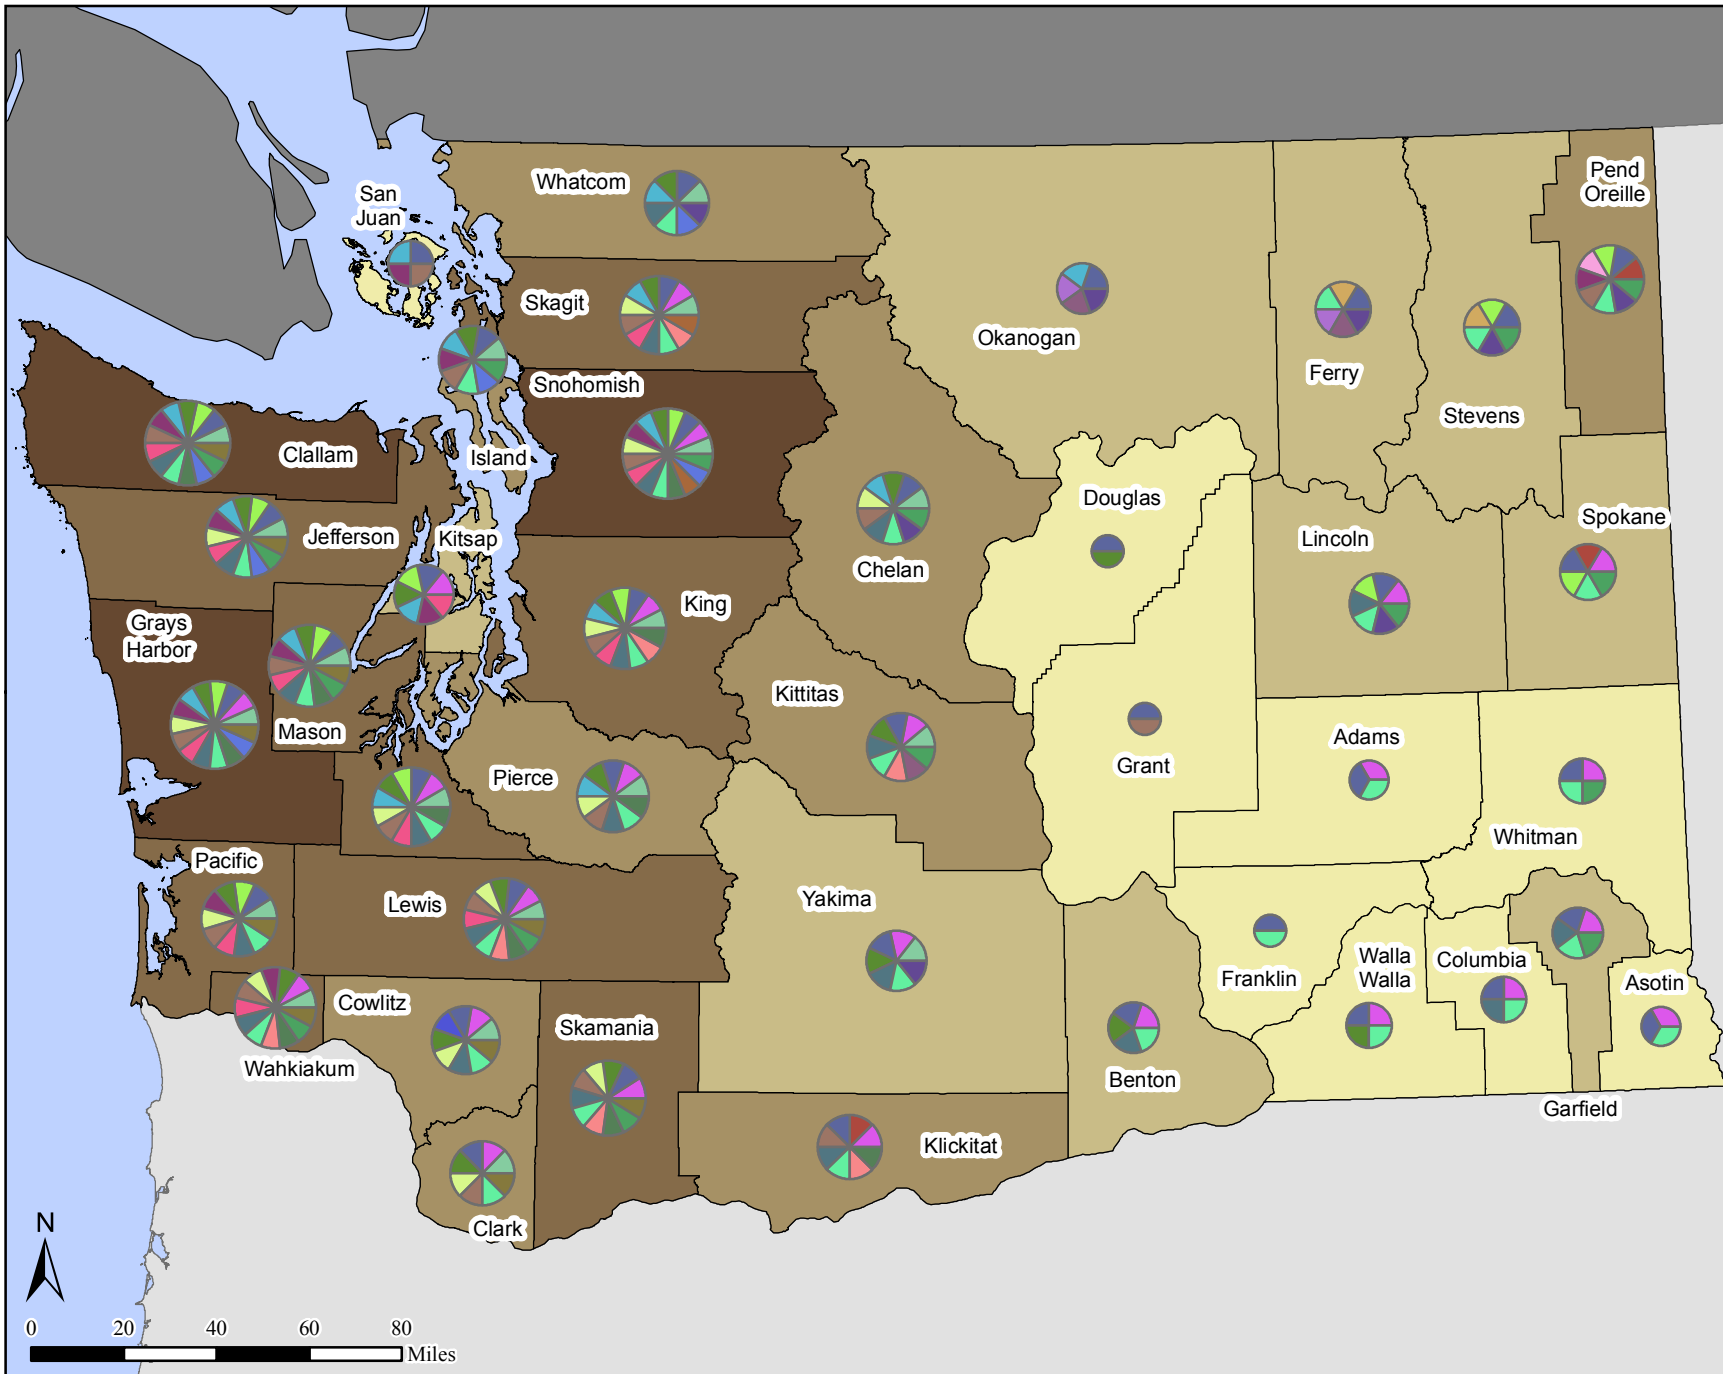 Whatcom
Pend
Oreille
San
Juan
Skagit
Okanogan
Ferry
Stevens
Snohomish
Clallam
Island
Douglas
Spokane
Jefferson
Kitsap
Lincoln
Chelan
King
Grays
Harbor
Kittitas
Mason
Adams
Grant
Pierce
Whitman
Pacific
Lewis
Yakima
Walla
Walla
Columbia
Franklin
Asotin
Cowlitz
Skamania
Wahkiakum
Benton
Garfield
Klickitat
Clark
N
0 20 40 60 80
Miles